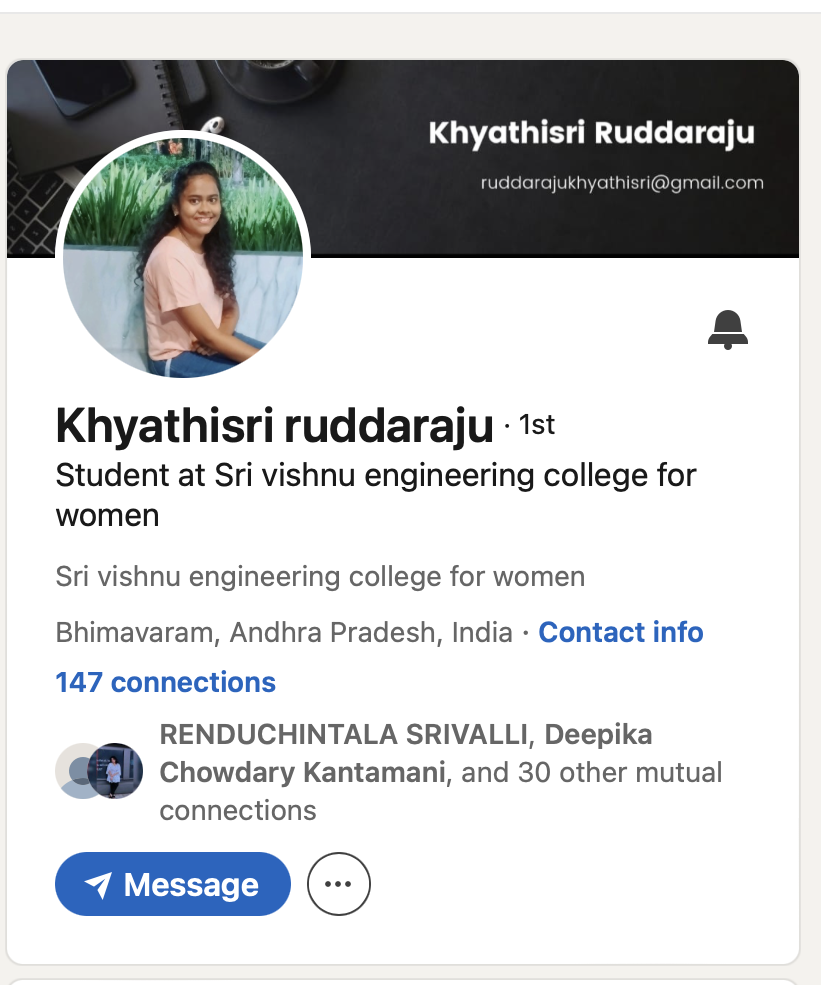 Khyathisri Ruddaraju
ruddarajukhyathisri@gmail.com
Khyathisri ruddaraju · 1st
Student at Sri vishnu engineering college for
women
Sri vishnu engineering college for women
Bhimavaram, Andhra Pradesh, India · Contact info
147 connections
RENDUCHINTALA SRIVALLI, Deepika
Chowdary Kantamani, and 30 other mutual
connections
Message